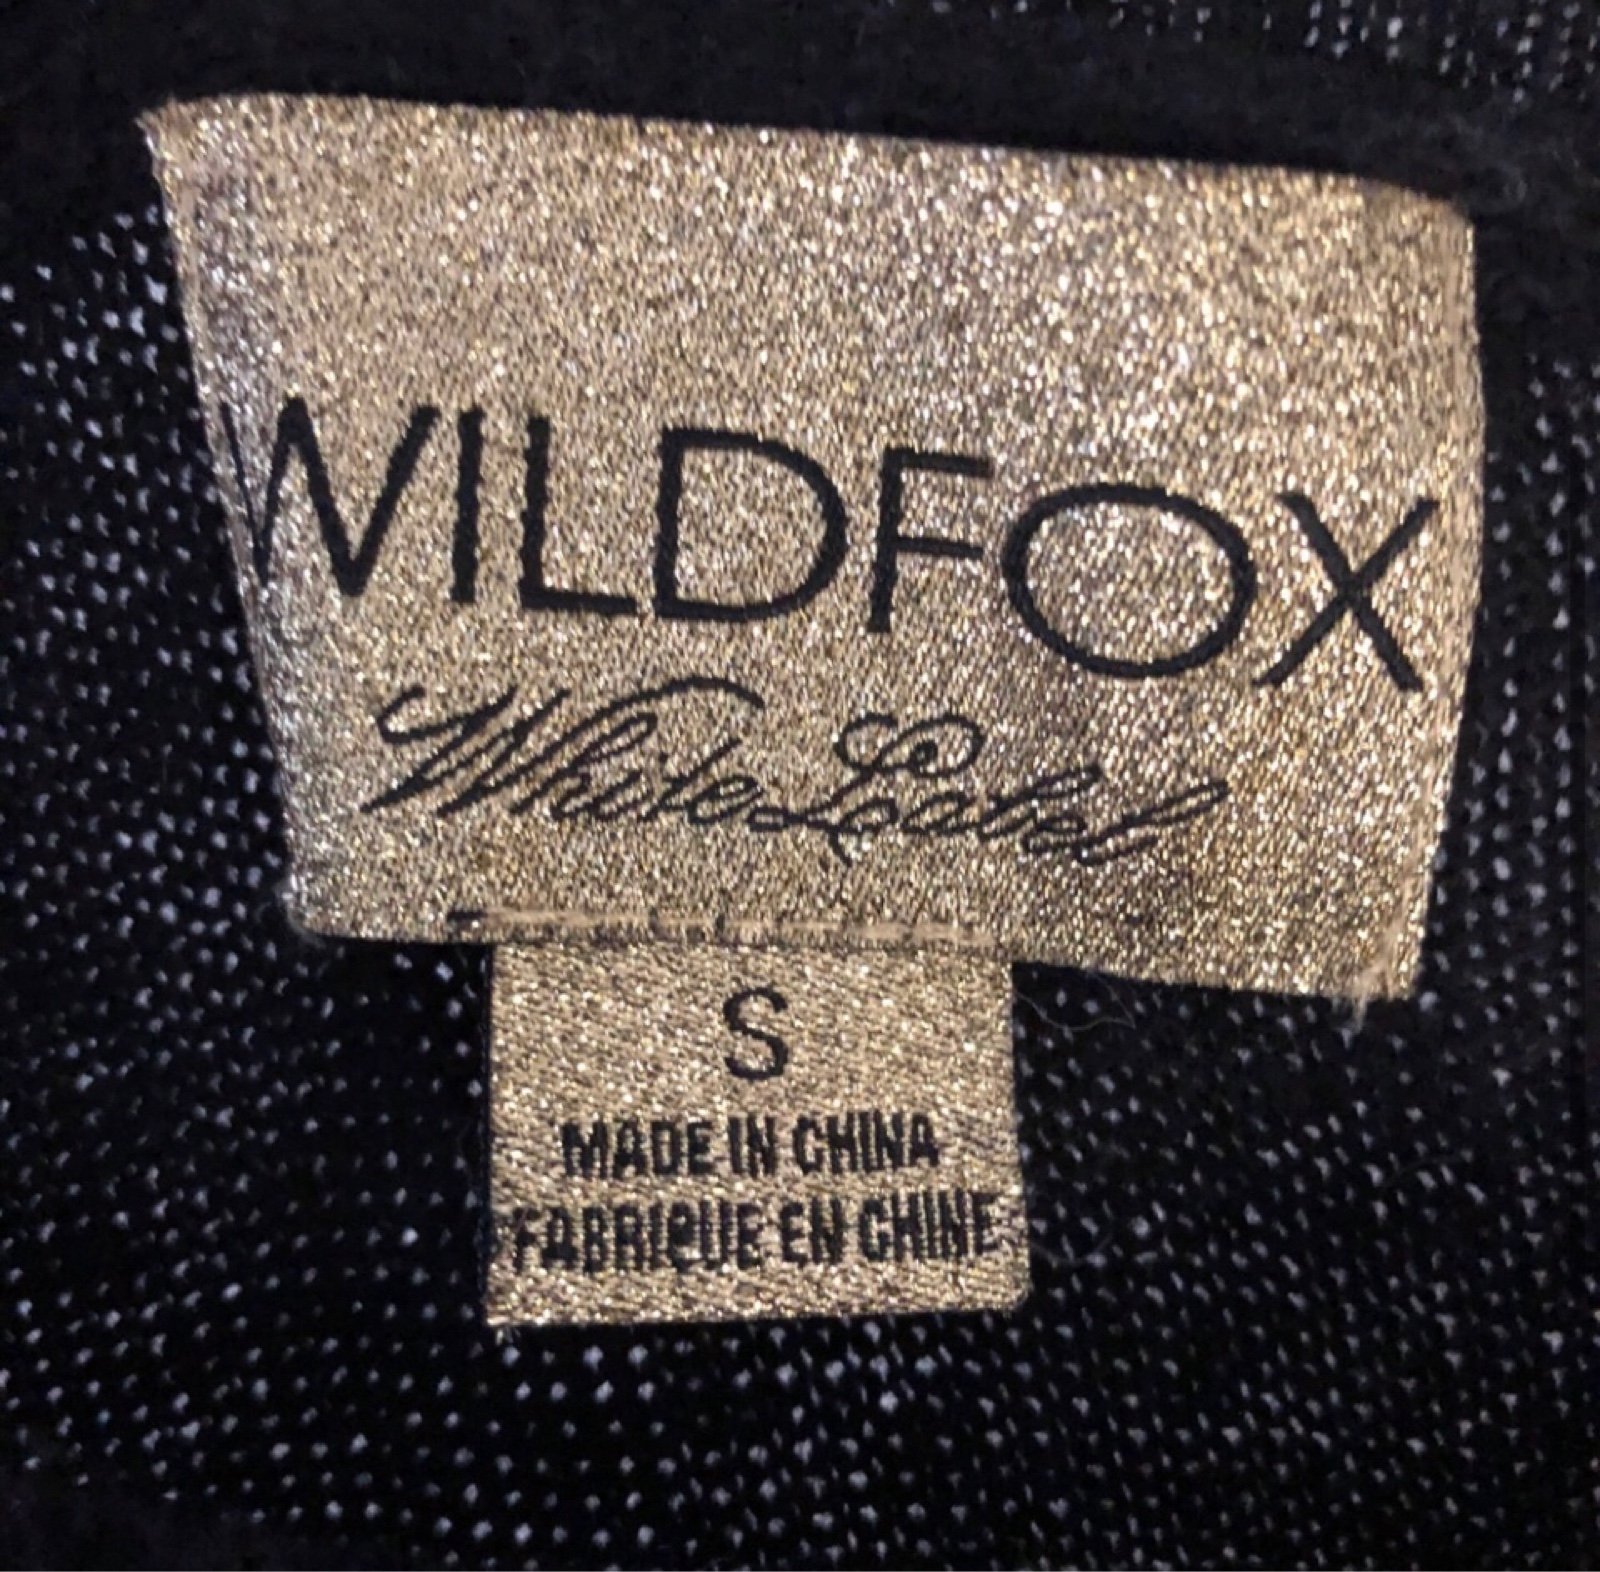 WILDFOX
White Label
S
MADE IN CHINA
FABRIQUE EN CHINE